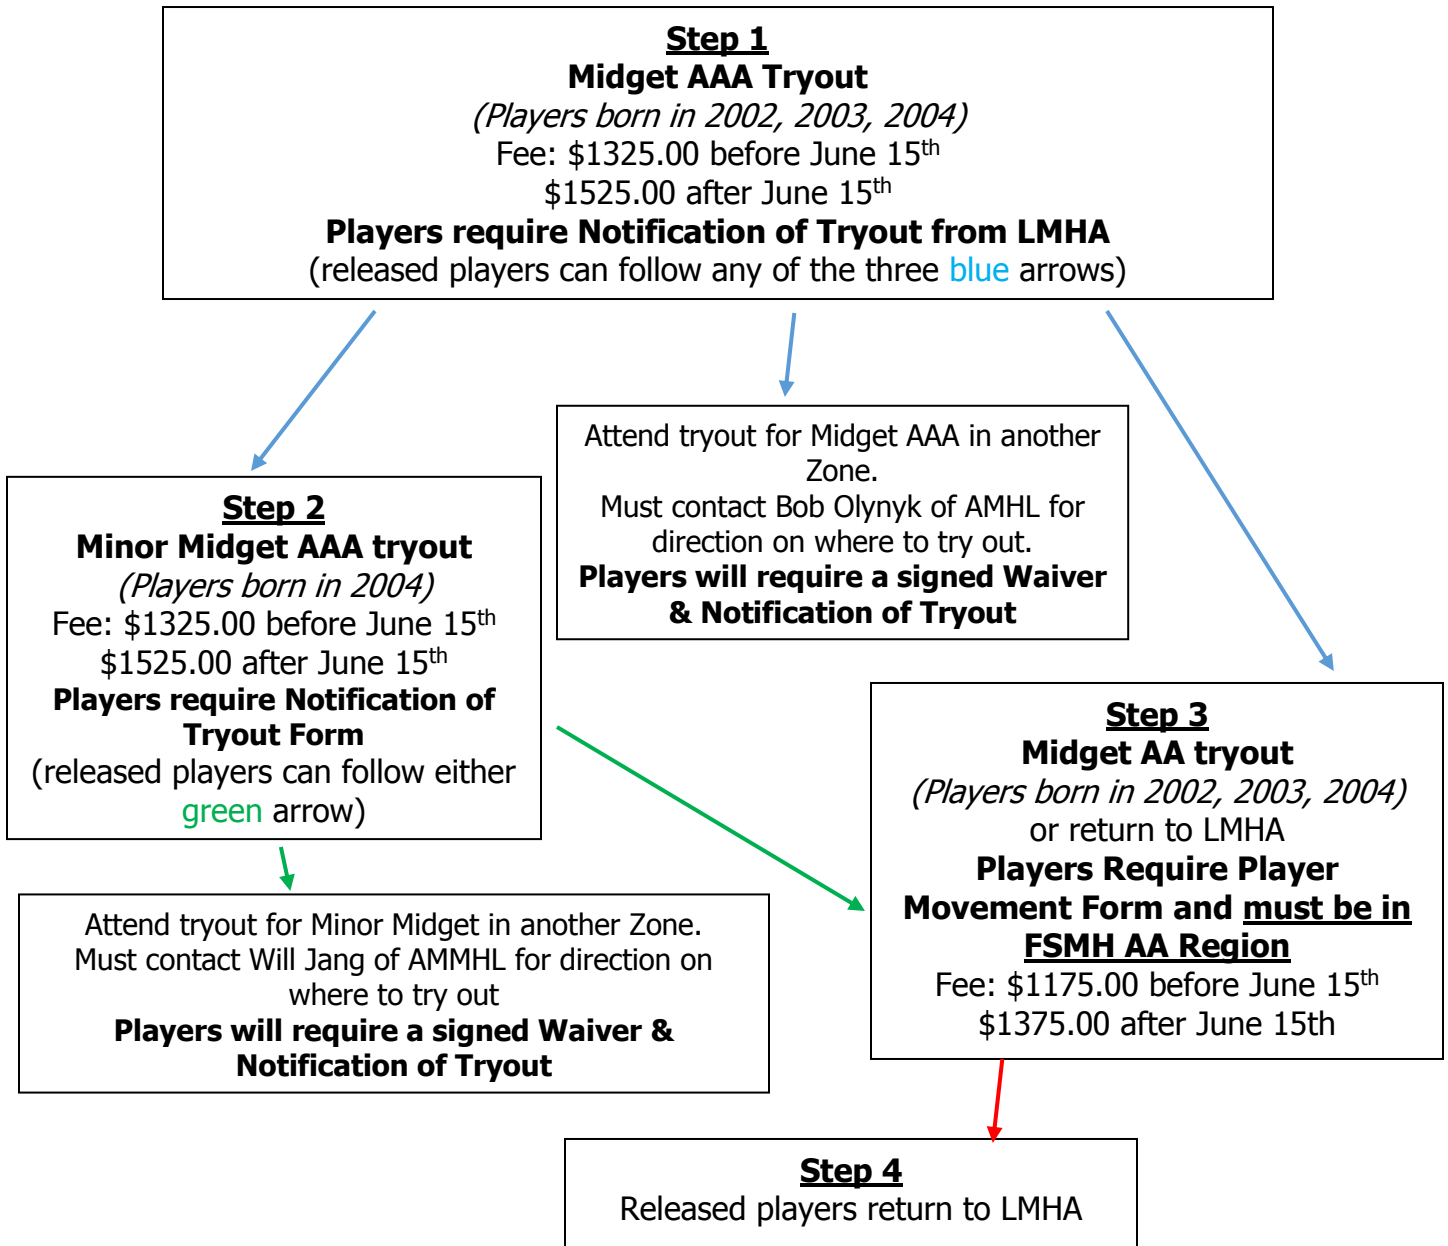 Step 1
Midget AAA Tryout
(Players born in 2002, 2003, 2004)
Fee: $1325.00 before June 15th
$1525.00 after June 15th
Players require Notification of Tryout from LMHA
(released players can follow any of the three blue arrows)
Attend tryout for Midget AAA in another
Zone.
Must contact Bob Olynyk of AMHL for
direction on where to try out.
Players will require a signed Waiver
& Notification of Tryout
Step 2
Minor Midget AAA tryout
(Players born in 2004)
Fee: $1325.00 before June 15th
$1525.00 after June 15th
Players require Notification of
Tryout Form
(released players can follow either
green arrow)
Step 3
Midget AA tryout
(Players born in 2002, 2003, 2004)
or return to LMHA
Players Require Player
Movement Form and must be in
FSMH AA Region
Fee: $1175.00 before June 15th
$1375.00 after June 15th
Attend tryout for Minor Midget in another Zone.
Must contact Will Jang of AMMHL for direction on
where to try out
Players will require a signed Waiver &
Notification of Tryout
Step 4
Released players return to LMHA